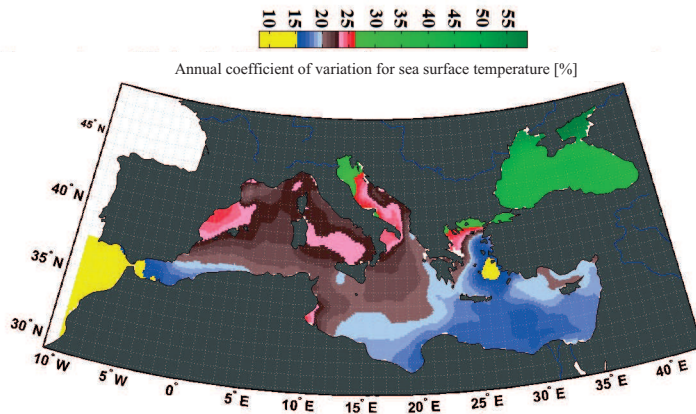 10 15 20 25 30 35 40 45 50 55
Annual coefficient of variation for sea surface temperature [%]
45°N
40°N
35°N
30°N
10°W 5°W 0° 5°E 10°E 15°E 20°E 25°E 30°E 35°E 40°E